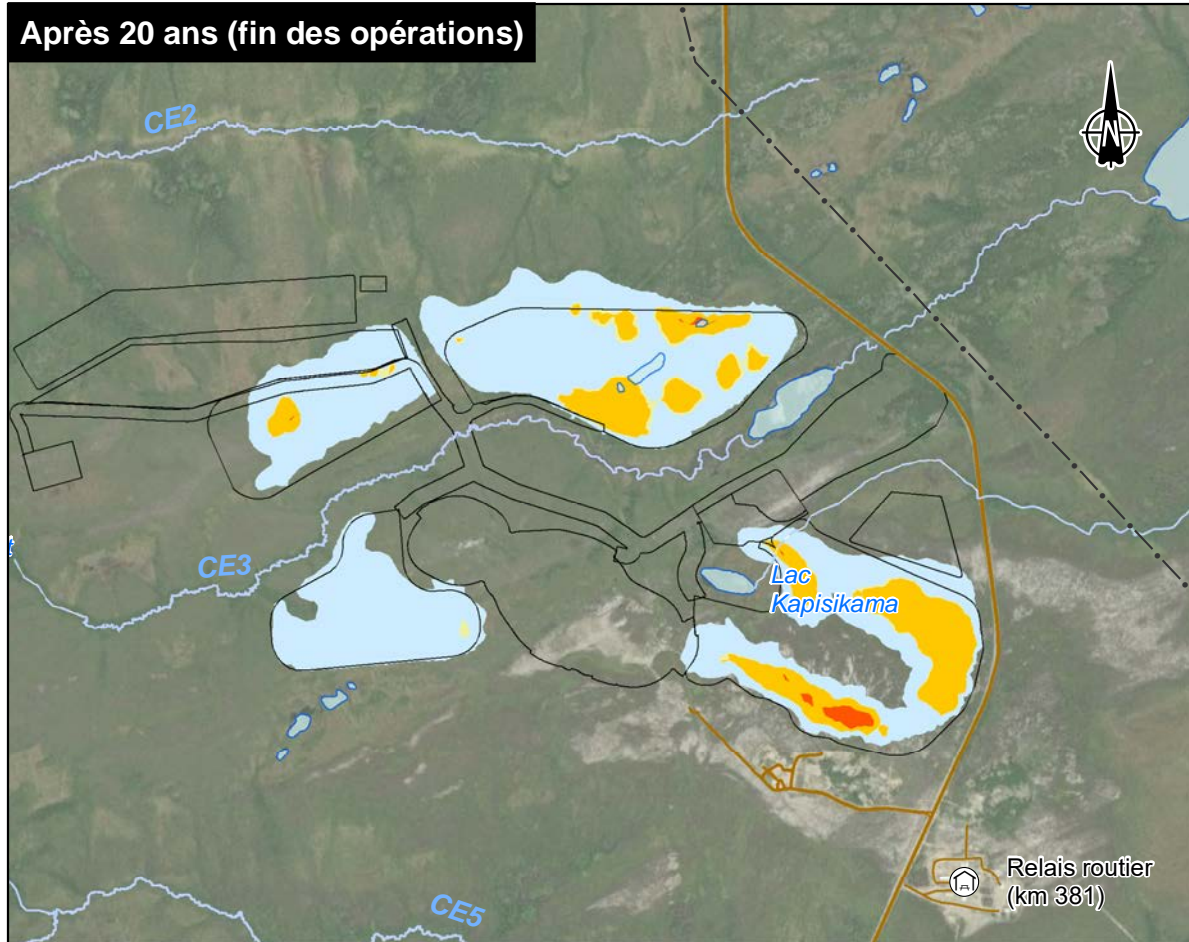 Après 20 ans (fin des opérations)
CE2
N
CE3
Lac
Kapisikama
Relais routier
(km 381)
CE5